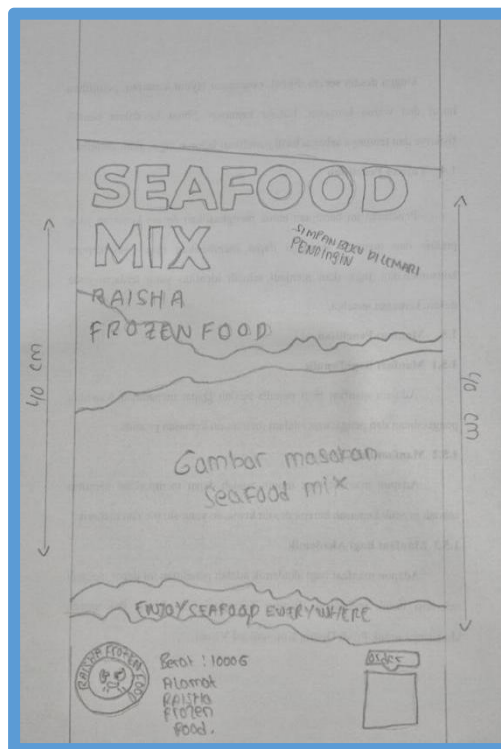 SEAFOOD
MIX
SIMPAN BEKU DI LEMARI
PENDINGIN
RAISHA
FROZEN FOOD
40 cm
40 cm
Gambar masakan
Seafood mix
ENJOY SEAFOOD EVERYWHERE
RAISHA FROZEN FOOD
Berat : 1000G
Alamat
RAISHA
FROZEN
FOOD.